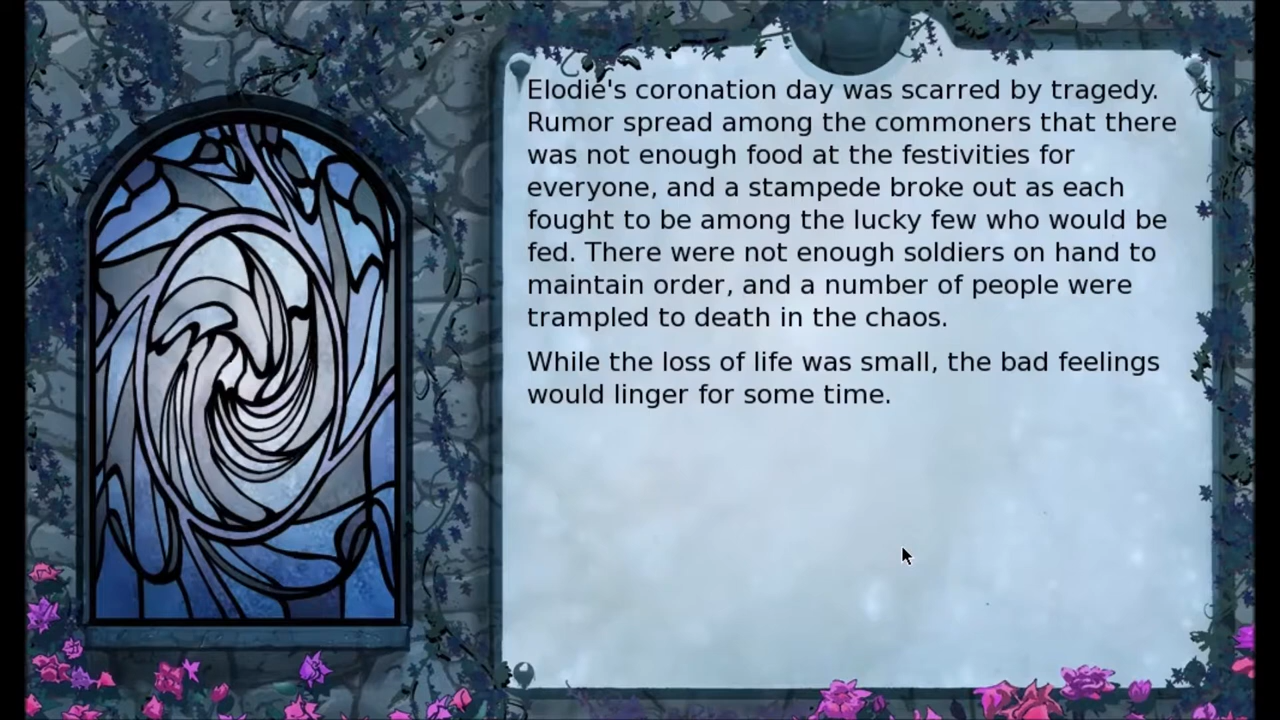 Elodie's coronation day was scarred by tragedy.
Rumor spread among the commoners that there
was not enough food at the festivities for
everyone, and a stampede broke out as each
fought to be among the lucky few who would be
fed. There were not enough soldiers on hand to
maintain order, and a number of people were
trampled to death in the chaos.
While the loss of life was small, the bad feelings
would linger for some time.